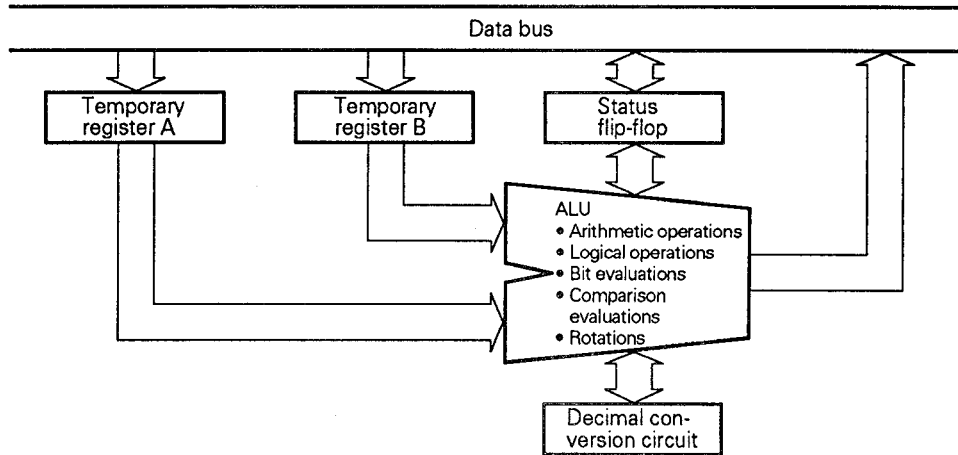 Data bus
Temporary
register A
Temporary
register B
Status
flip-flop
ALU
• Arithmetic operations
• Logical operations
• Bit evaluations
• Comparison
evaluations
• Rotations
Decimal con-
version circuit